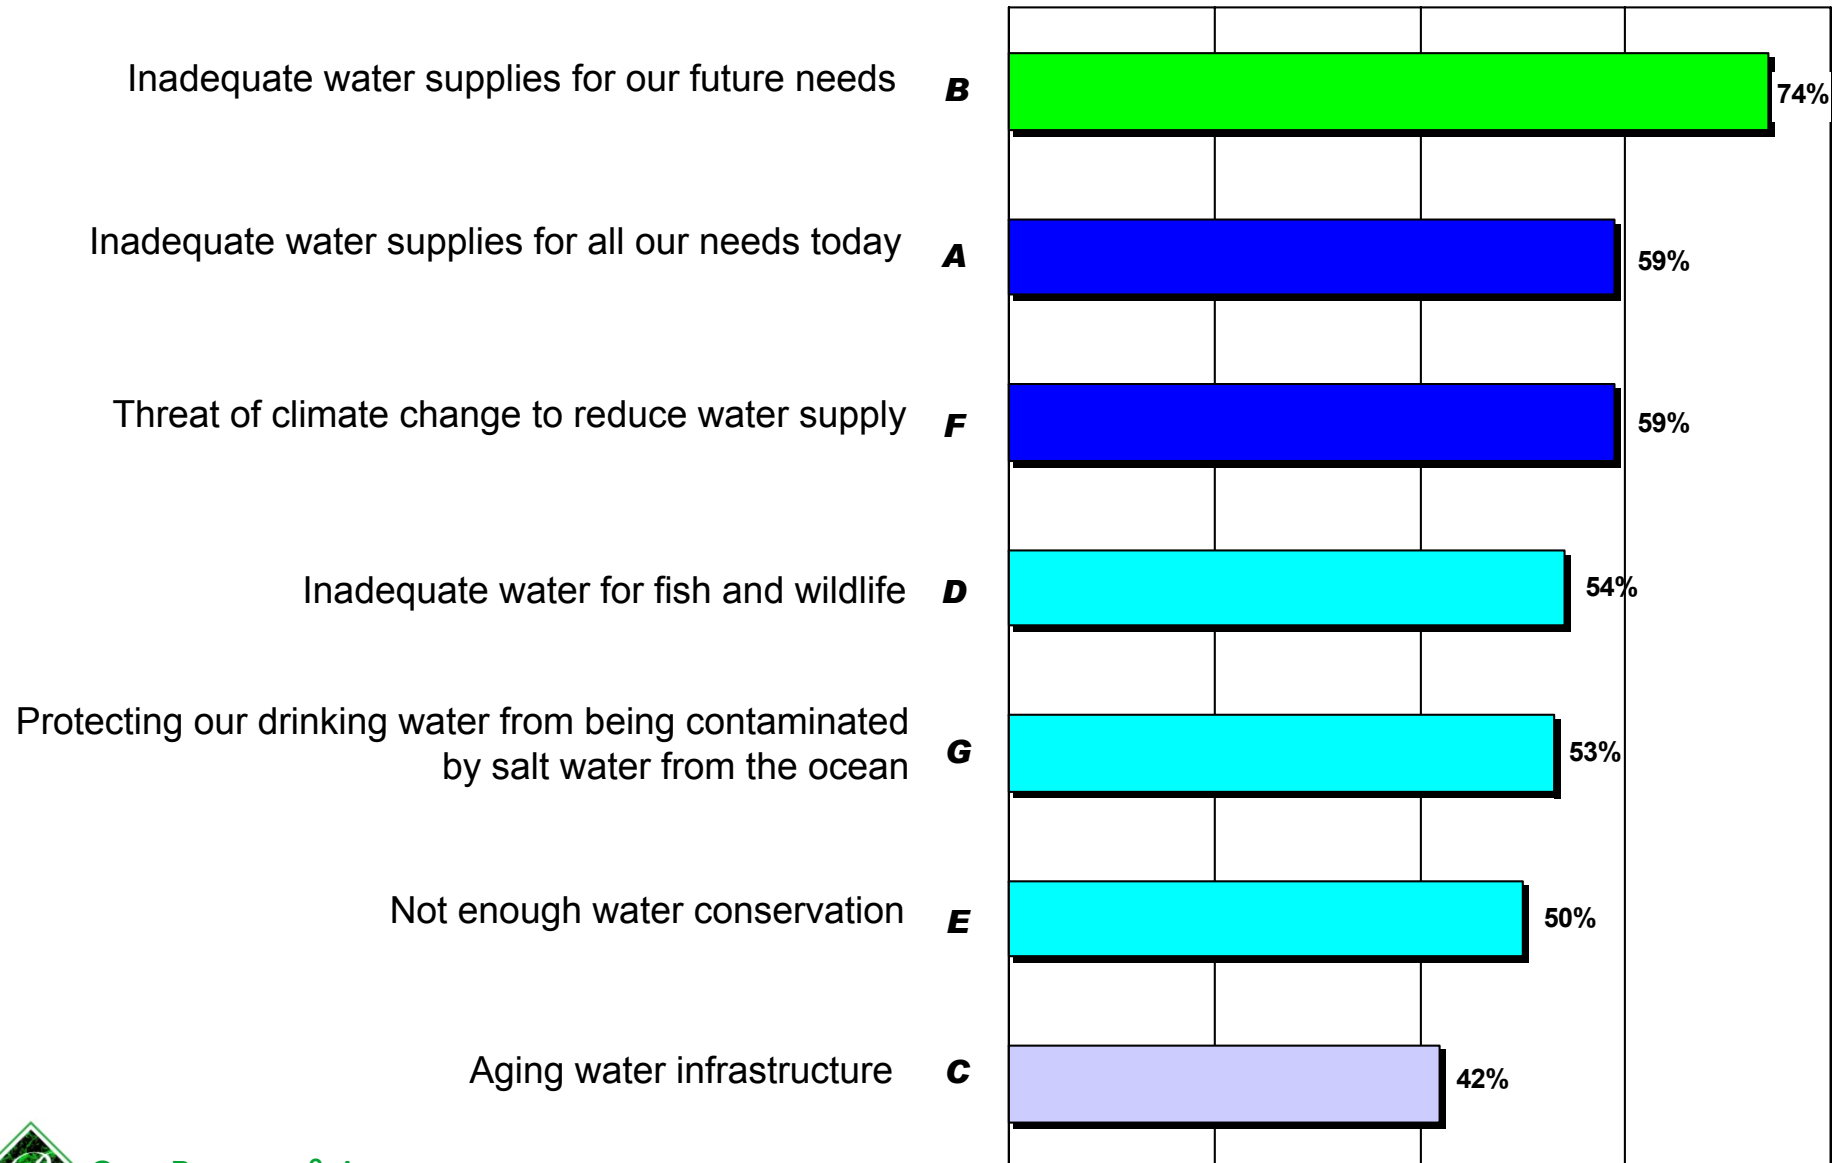 Inadequate water supplies for our future needs B 74%
Inadequate water supplies for all our needs today A 59%
Threat of climate change to reduce water supply F 59%
Inadequate water for fish and wildlife D 54%
Protecting our drinking water from being contaminated
by salt water from the ocean G 53%
Not enough water conservation E 50%
Aging water infrastructure C 42%